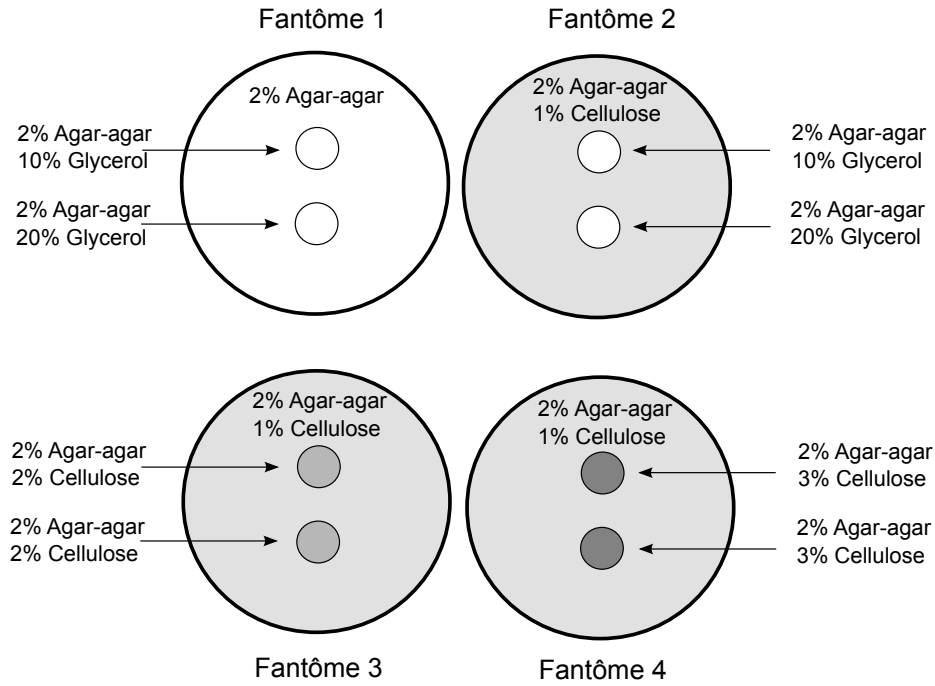 Fantôme 1
Fantôme 2
2% Agar-agar
2% Agar-agar
10% Glycerol
2% Agar-agar
20% Glycerol
2% Agar-agar
1% Cellulose
2% Agar-agar
10% Glycerol
2% Agar-agar
20% Glycerol
2% Agar-agar
1% Cellulose
2% Agar-agar
2% Cellulose
2% Agar-agar
2% Cellulose
2% Agar-agar
1% Cellulose
2% Agar-agar
3% Cellulose
2% Agar-agar
3% Cellulose
Fantôme 3
Fantôme 4